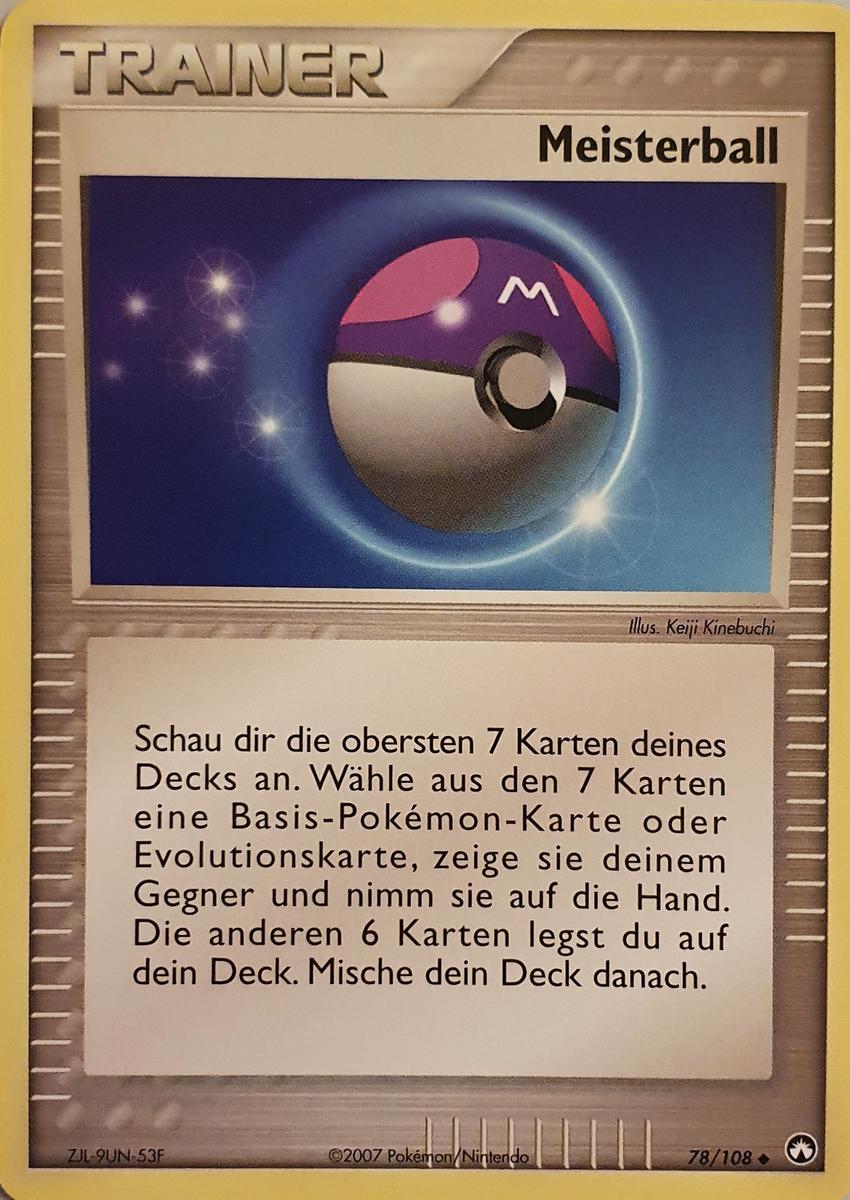 TRAINER
Meisterball
M
Illus. Keiji Kinebuchi
Schau dir die obersten 7 Karten deines
Decks an. Wähle aus den 7 Karten
eine Basis-Pokémon-Karte oder
Evolutionskarte, zeige sie deinem
Gegner und nimm sie auf die Hand.
Die anderen 6 Karten legst du auf
dein Deck. Mische dein Deck danach.
ZJL-9UN-53F
©2007 Pokémon/Nintendo
78/108 ◆